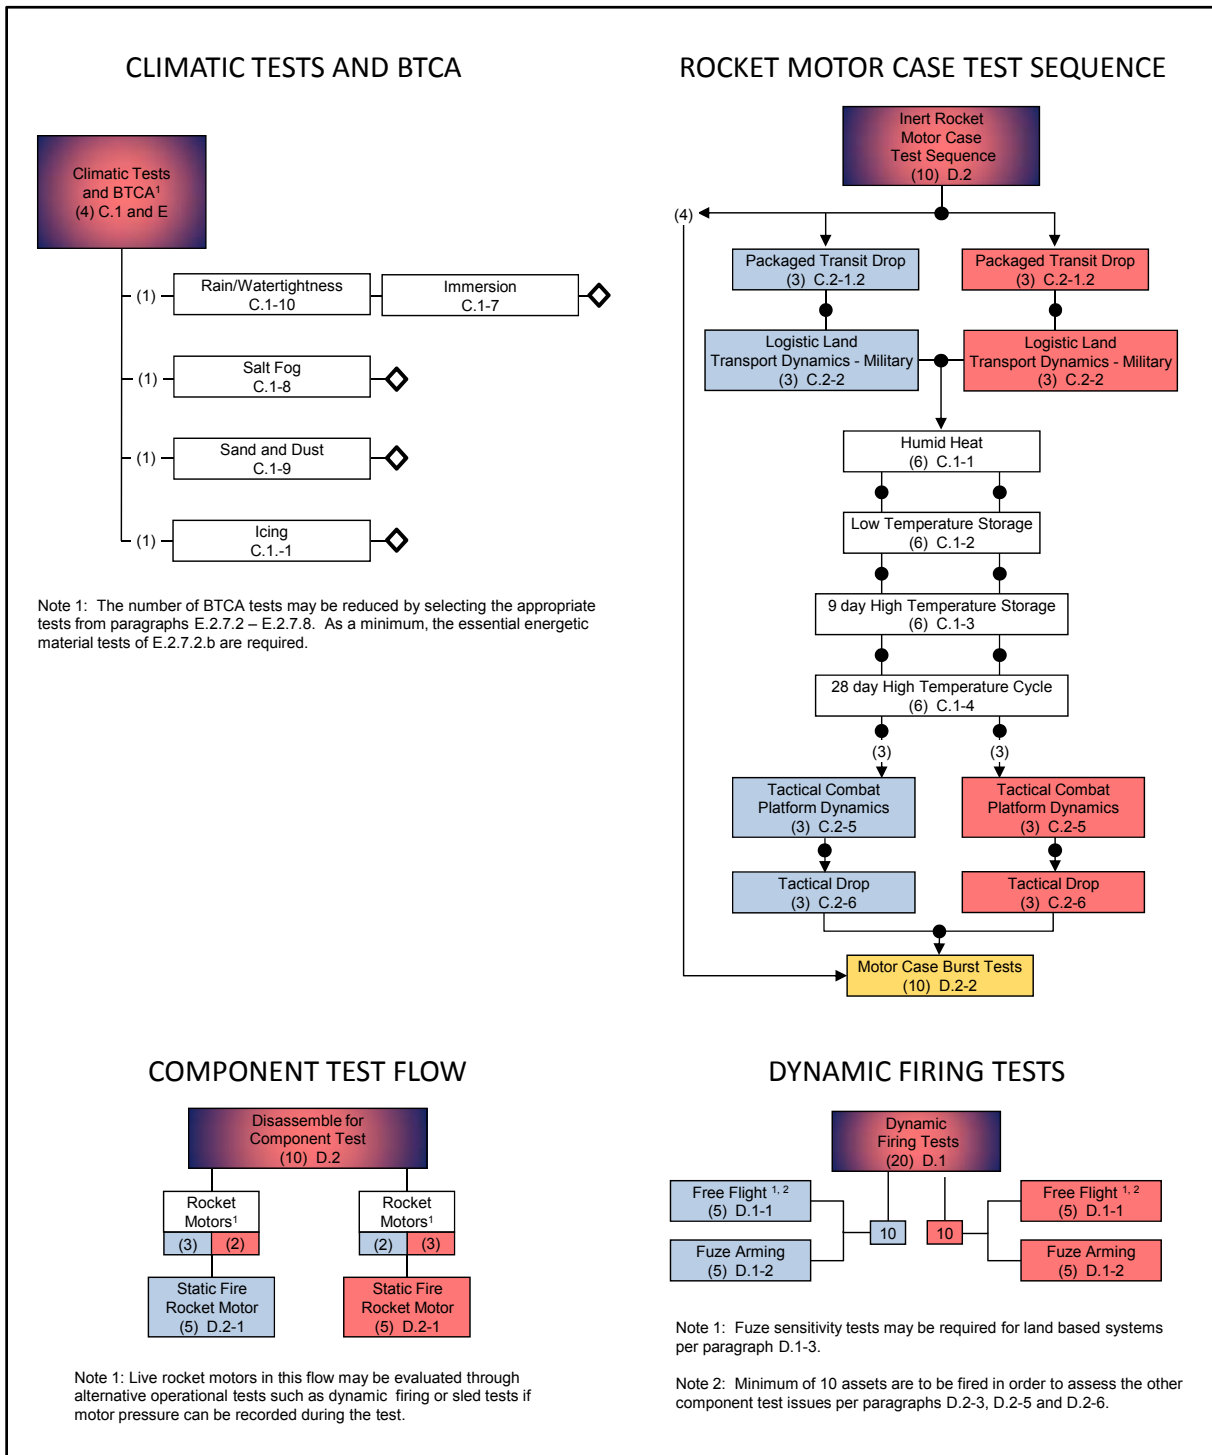 CLIMATIC TESTS AND BTCA
Climatic Tests
and BTCA¹
(4) C.1 and E
(1)
Rain/Watertightness
C.1-10
Immersion
C.1-7
(1)
Salt Fog
C.1-8
(1)
Sand and Dust
C.1-9
(1)
Icing
C.1.-1
Note 1: The number of BTCA tests may be reduced by selecting the appropriate
tests from paragraphs E.2.7.2 – E.2.7.8. As a minimum, the essential energetic
material tests of E.2.7.2.b are required.
ROCKET MOTOR CASE TEST SEQUENCE
Inert Rocket
Motor Case
Test Sequence
(10) D.2
(4)
Packaged Transit Drop
(3) C.2-1.2
Packaged Transit Drop
(3) C.2-1.2
Logistic Land
Transport Dynamics - Military
(3) C.2-2
Logistic Land
Transport Dynamics - Military
(3) C.2-2
Humid Heat
(6) C.1-1
Low Temperature Storage
(6) C.1-2
9 day High Temperature Storage
(6) C.1-3
28 day High Temperature Cycle
(6) C.1-4
(3)
(3)
Tactical Combat
Platform Dynamics
(3) C.2-5
Tactical Combat
Platform Dynamics
(3) C.2-5
Tactical Drop
(3) C.2-6
Tactical Drop
(3) C.2-6
Motor Case Burst Tests
(10) D.2-2
COMPONENT TEST FLOW
Disassemble for
Component Test
(10) D.2
Rocket
Motors¹
(3) (2)
Rocket
Motors¹
(2) (3)
Static Fire
Rocket Motor
(5) D.2-1
Static Fire
Rocket Motor
(5) D.2-1
Note 1: Live rocket motors in this flow may be evaluated through
alternative operational tests such as dynamic firing or sled tests if
motor pressure can be recorded during the test.
DYNAMIC FIRING TESTS
Dynamic
Firing Tests
(20) D.1
Free Flight ¹, ²
(5) D.1-1
Fuze Arming
(5) D.1-2
10
10
Free Flight ¹, ²
(5) D.1-1
Fuze Arming
(5) D.1-2
Note 1: Fuze sensitivity tests may be required for land based systems
per paragraph D.1-3.
Note 2: Minimum of 10 assets are to be fired in order to assess the other
component test issues per paragraphs D.2-3, D.2-5 and D.2-6.